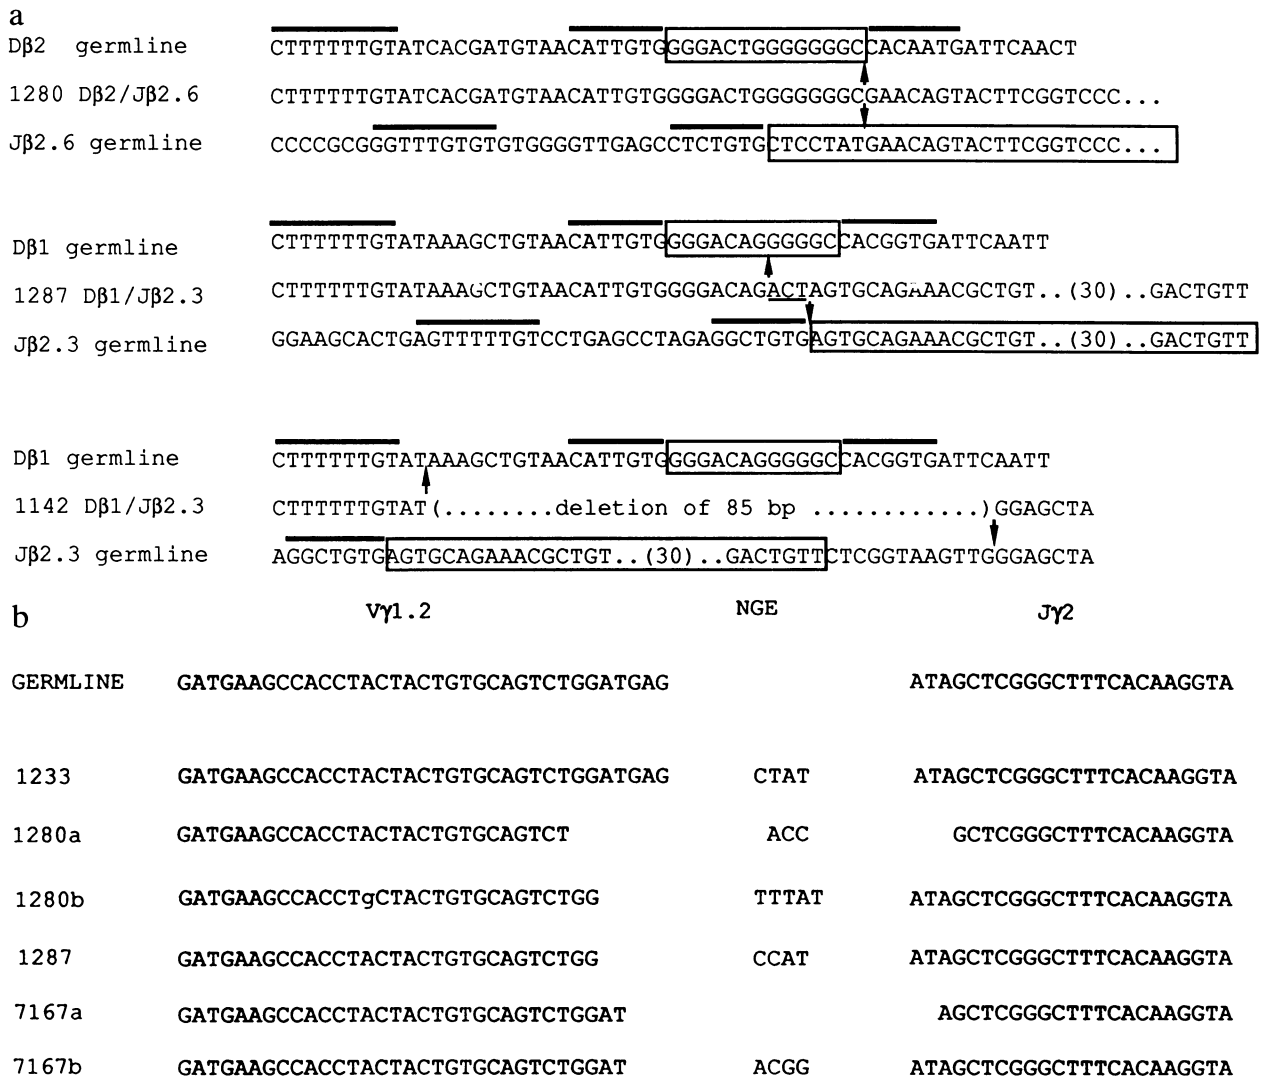 a
Dβ2 germline CTTTTTTGTATCACGATGTAACATTGTGGGGACTGGGGGGGCCACAATGATTCAACT
1280 Dβ2/Jβ2.6 CTTTTTTGTATCACGATGTAACATTGTGGGGACTGGGGGGGCGAACAGTACTTCGGTCCC...
Jβ2.6 germline CCCCGCGGGTTTGTGTGTGGGGTTGAGCCTCTGTGCTCCTATGAACAGTACTTCGGTCCC...
Dβ1 germline CTTTTTTGTATAAAGCTGTAACATTGTGGGGACAGGGGGCCACGGTGATTCAATT
1287 Dβ1/Jβ2.3 CTTTTTTGTATAAAGCTGTAACATTGTGGGGACAGACTAGTGCAGAAACGCTGT..(30)..GACTGTT
Jβ2.3 germline GGAAGCACTGAGTTTTTGTCCTGAGCCTAGAGGCTGTGAGTGCAGAAACGCTGT..(30)..GACTGTT
Dβ1 germline CTTTTTTGTATAAAGCTGTAACATTGTGGGGACAGGGGGCCACGGTGATTCAATT
1142 Dβ1/Jβ2.3 CTTTTTTGTAT(........deletion of 85 bp ............)GGAGCTA
Jβ2.3 germline AGGCTGTGAGTGCAGAAACGCTGT..(30)..GACTGTTCTCGGTAAGTTGGGAGCTA
b Vγ1.2 NGE Jγ2
GERMLINE GATGAAGCCACCTACTACTGTGCAGTCTGGATGAG ATAGCTCGGGCTTTCACAAGGTA
1233 GATGAAGCCACCTACTACTGTGCAGTCTGGATGAG CTAT ATAGCTCGGGCTTTCACAAGGTA
1280a GATGAAGCCACCTACTACTGTGCAGTCT ACC GCTCGGGCTTTCACAAGGTA
1280b GATGAAGCCACCTgCTACTGTGCAGTCTGG TTTAT ATAGCTCGGGCTTTCACAAGGTA
1287 GATGAAGCCACCTACTACTGTGCAGTCTGG CCAT ATAGCTCGGGCTTTCACAAGGTA
7167a GATGAAGCCACCTACTACTGTGCAGTCTGGAT AGCTCGGGCTTTCACAAGGTA
7167b GATGAAGCCACCTACTACTGTGCAGTCTGGAT ACGG ATAGCTCGGGCTTTCACAAGGTA